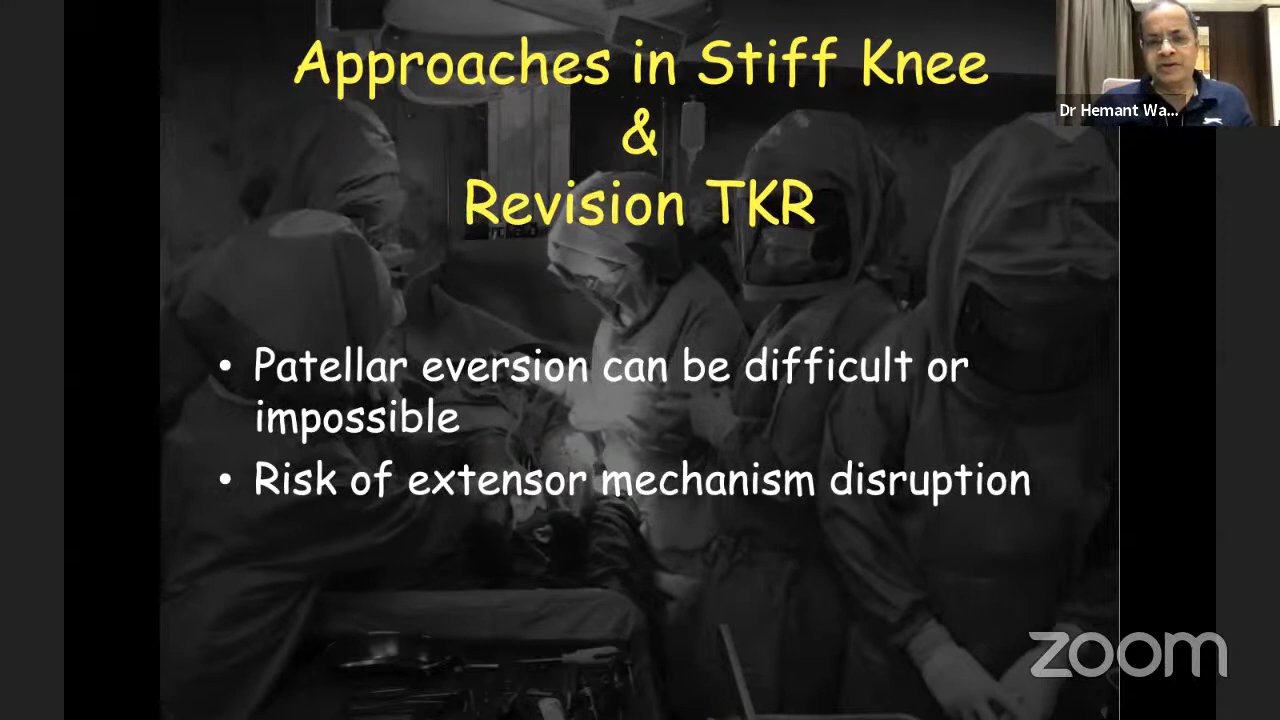 Approaches in Stiff Knee
&
Revision TKR
Dr Hemant Wa...
• Patellar eversion can be difficult or
impossible
• Risk of extensor mechanism disruption
zoom